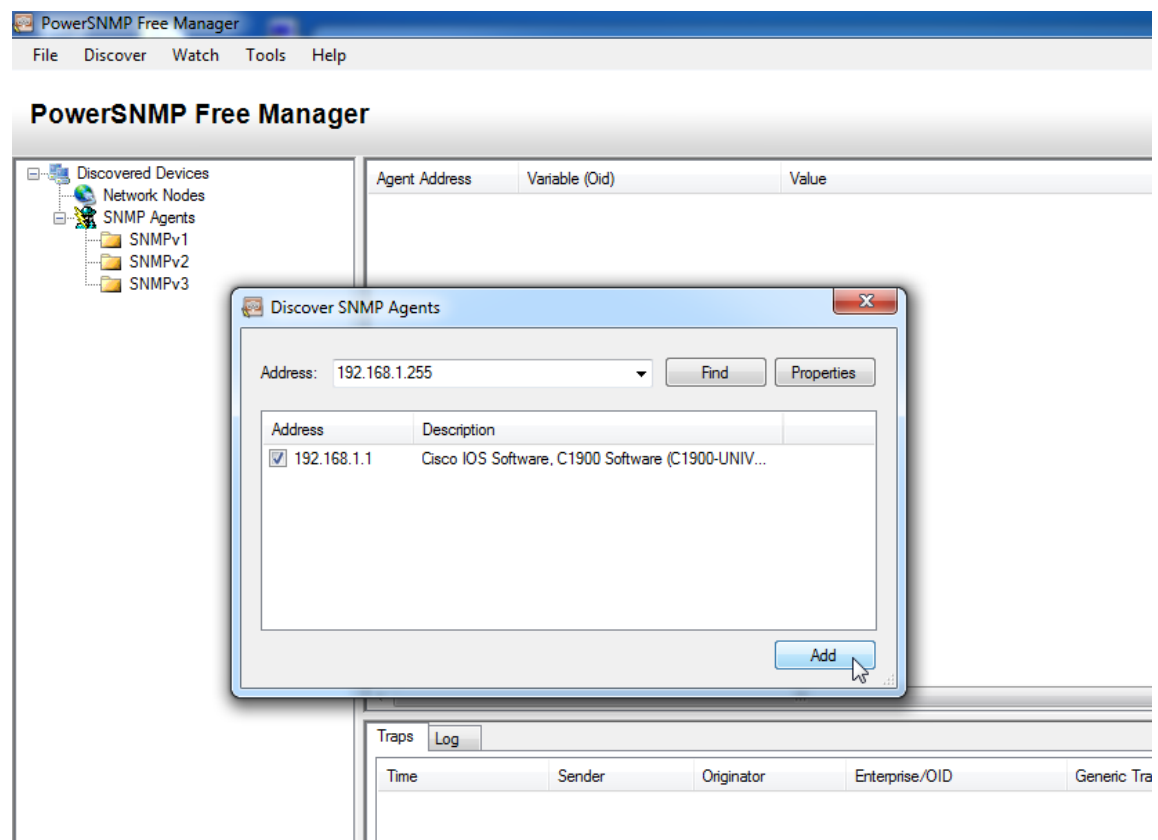 PowerSNMP Free Manager
File Discover Watch Tools Help
PowerSNMP Free Manager
Discovered Devices
Network Nodes
SNMP Agents
SNMPv1
SNMPv2
SNMPv3
Agent Address Variable (Oid) Value
Discover SNMP Agents
Address: 192.168.1.255 Find Properties
Address Description
192.168.1.1 Cisco IOS Software, C1900 Software (C1900-UNIV...
Add
Traps Log
Time Sender Originator Enterprise/OID Generic Tra